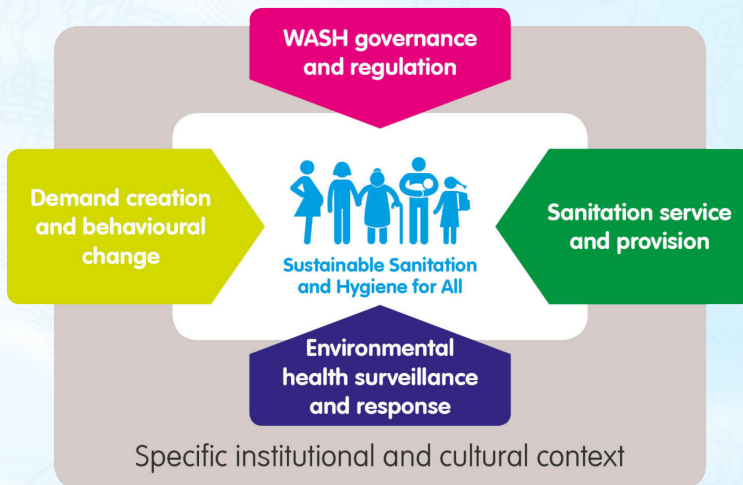 WASH governance
and regulation
Demand creation
and behavioural
change
Sustainable Sanitation
and Hygiene for All
Sanitation service
and provision
Environmental
health surveillance
and response
Specific institutional and cultural context